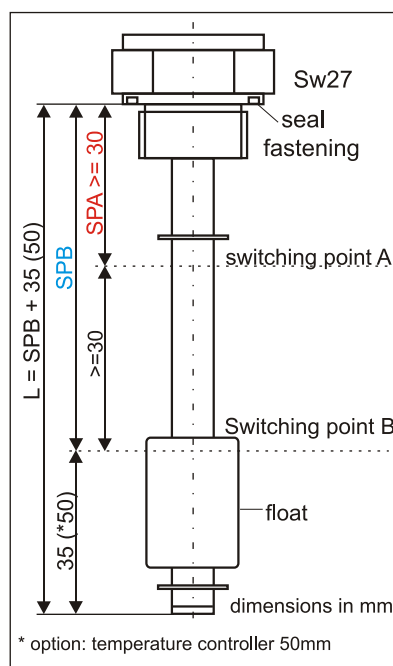 Sw27
seal
fastening
SPA >= 30
SPB
L = SPB + 35 (50)
switching point A
>=30
Switching point B
35 (*50)
float
dimensions in mm
* option: temperature controller 50mm